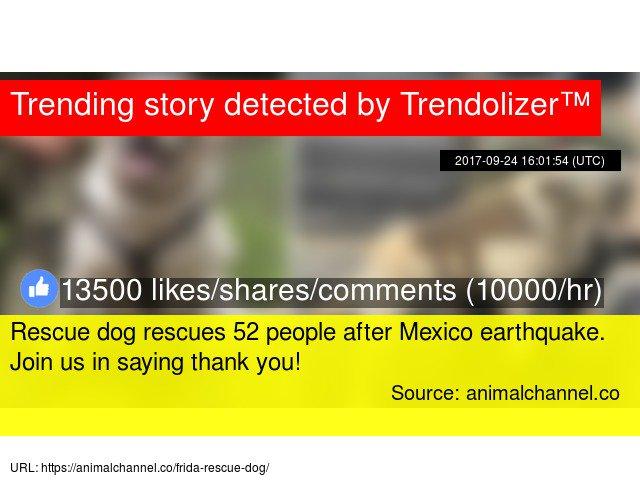 Trending story detected by Trendolizer™
2017-09-24 16:01:54 (UTC)
13500 likes/shares/comments (10000/hr)
Rescue dog rescues 52 people after Mexico earthquake.
Join us in saying thank you!
Source: animalchannel.co
URL: https://animalchannel.co/frida-rescue-dog/